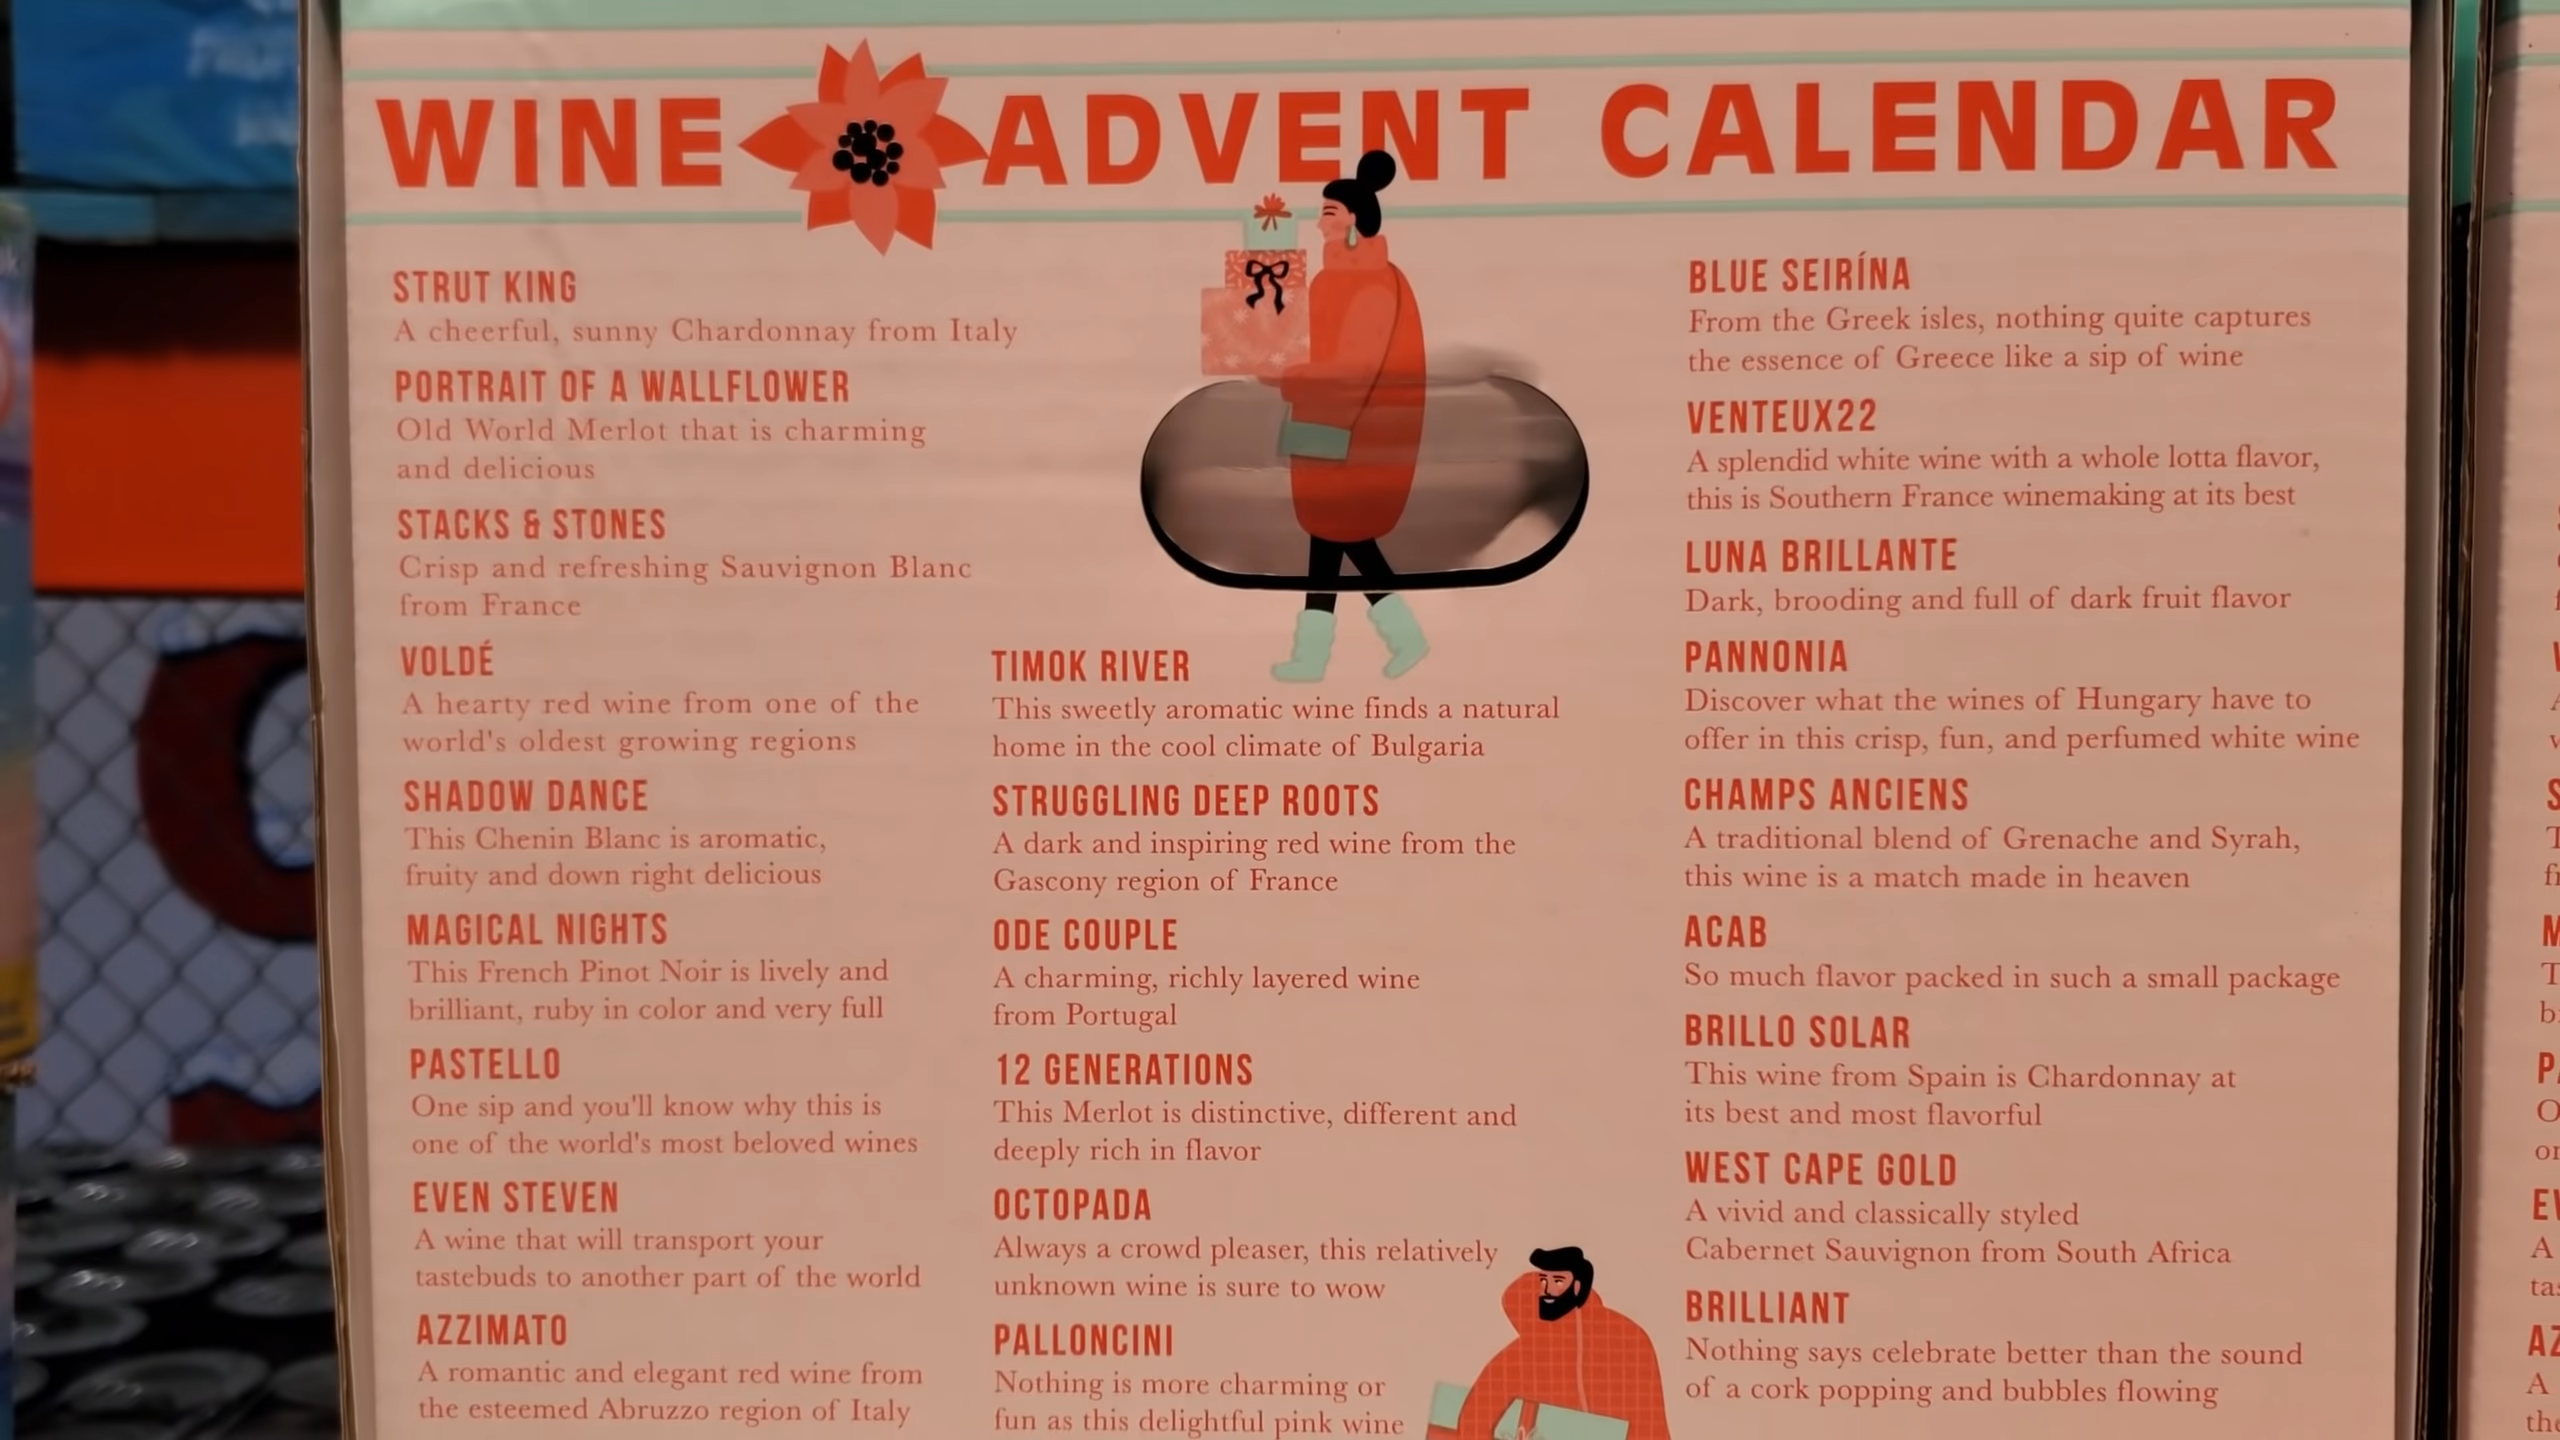 WINE ADVENT CALENDAR
STRUT KING
A cheerful, sunny Chardonnay from Italy
PORTRAIT OF A WALLFLOWER
Old World Merlot that is charming
and delicious
STACKS & STONES
Crisp and refreshing Sauvignon Blanc
from France
VOLDÉ
A hearty red wine from one of the
world's oldest growing regions
SHADOW DANCE
This Chenin Blanc is aromatic,
fruity and down right delicious
MAGICAL NIGHTS
This French Pinot Noir is lively and
brilliant, ruby in color and very full
PASTELLO
One sip and you'll know why this is
one of the world's most beloved wines
EVEN STEVEN
A wine that will transport your
tastebuds to another part of the world
AZZIMATO
A romantic and elegant red wine from
the esteemed Abruzzo region of Italy
TIMOK RIVER
This sweetly aromatic wine finds a natural
home in the cool climate of Bulgaria
STRUGGLING DEEP ROOTS
A dark and inspiring red wine from the
Gascony region of France
ODE COUPLE
A charming, richly layered wine
from Portugal
12 GENERATIONS
This Merlot is distinctive, different and
deeply rich in flavor
OCTOPADA
Always a crowd pleaser, this relatively
unknown wine is sure to wow
PALLONCINI
Nothing is more charming or
fun as this delightful pink wine
BLUE SEIRÍNA
From the Greek isles, nothing quite captures
the essence of Greece like a sip of wine
VENTEUX22
A splendid white wine with a whole lotta flavor,
this is Southern France winemaking at its best
LUNA BRILLANTE
Dark, brooding and full of dark fruit flavor
PANNONIA
Discover what the wines of Hungary have to
offer in this crisp, fun, and perfumed white wine
CHAMPS ANCIENS
A traditional blend of Grenache and Syrah,
this wine is a match made in heaven
ACAB
So much flavor packed in such a small package
BRILLO SOLAR
This wine from Spain is Chardonnay at
its best and most flavorful
WEST CAPE GOLD
A vivid and classically styled
Cabernet Sauvignon from South Africa
BRILLIANT
Nothing says celebrate better than the sound
of a cork popping and bubbles flowing